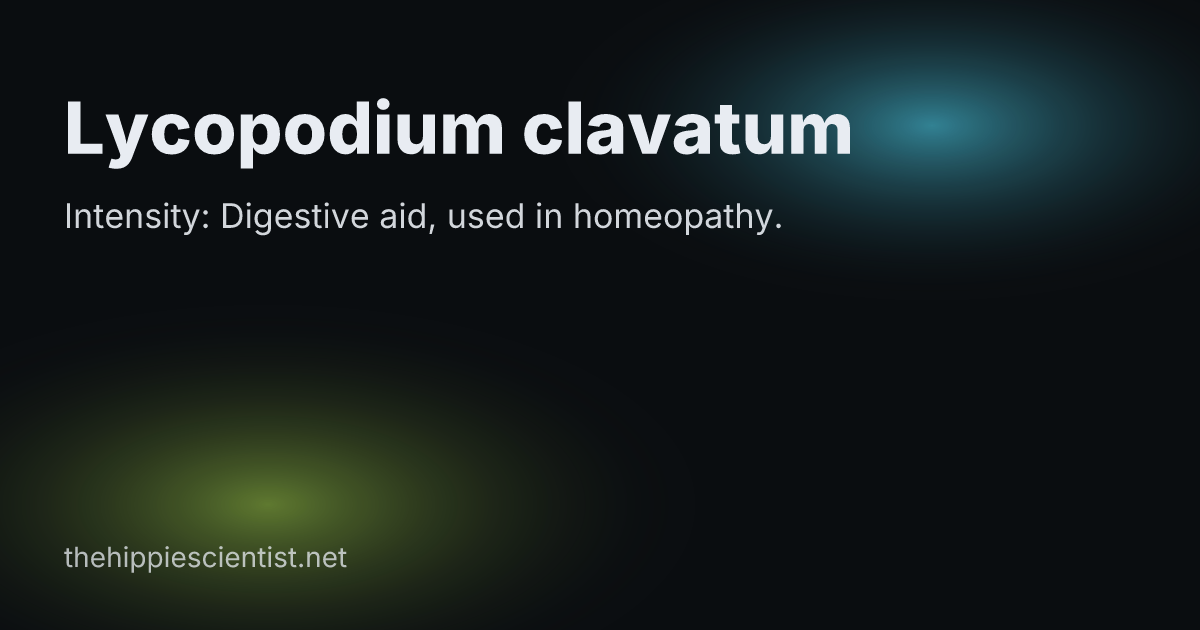 Lycopodium clavatum
Intensity: Digestive aid, used in homeopathy.
thehippiescientist.net